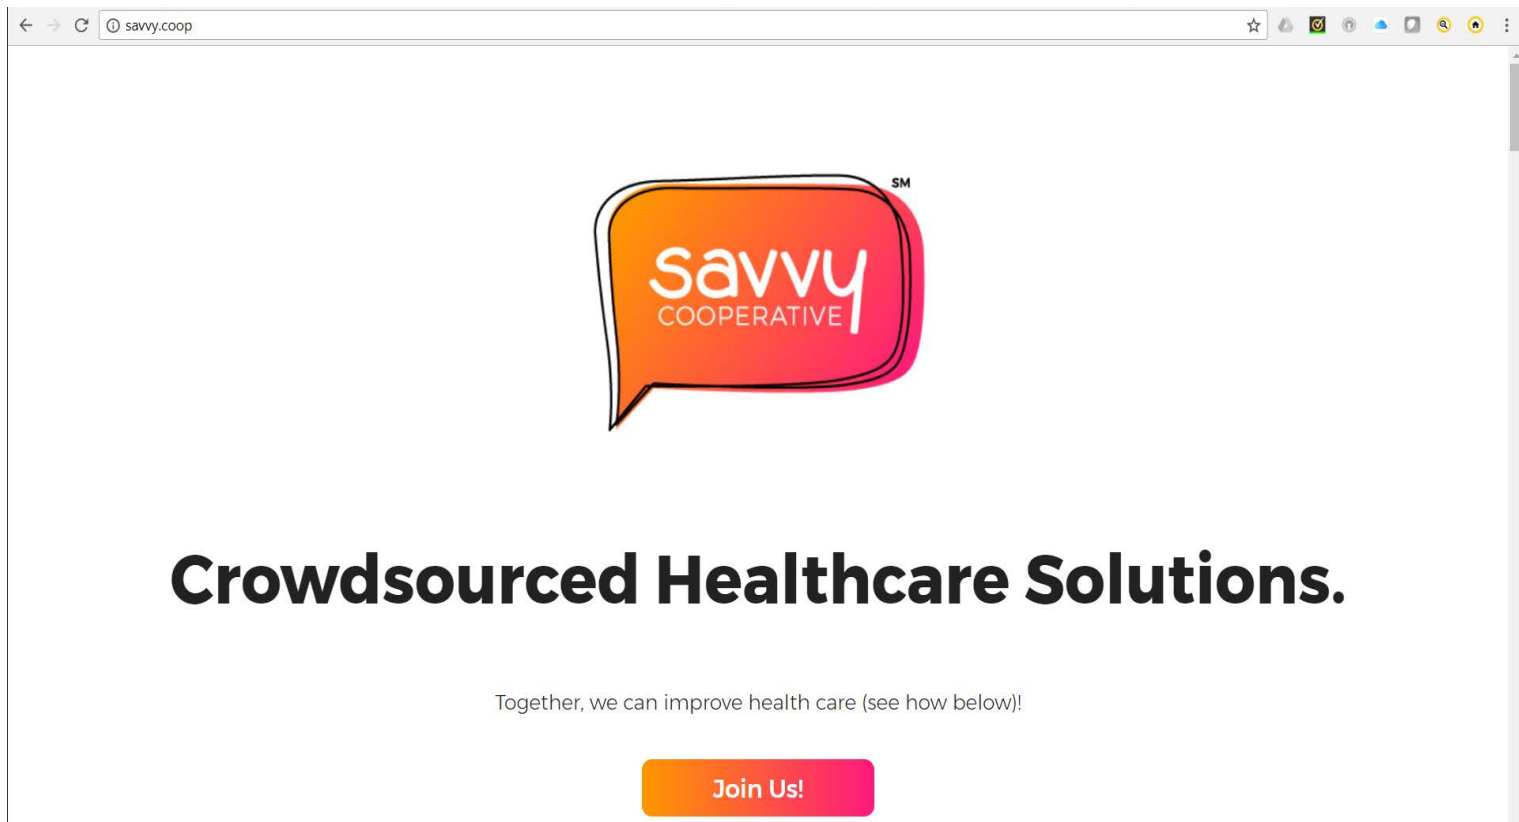 savvy.coop
SM
savvy
COOPERATIVE
Crowdsourced Healthcare Solutions.
Together, we can improve health care (see how below)!
Join Us!